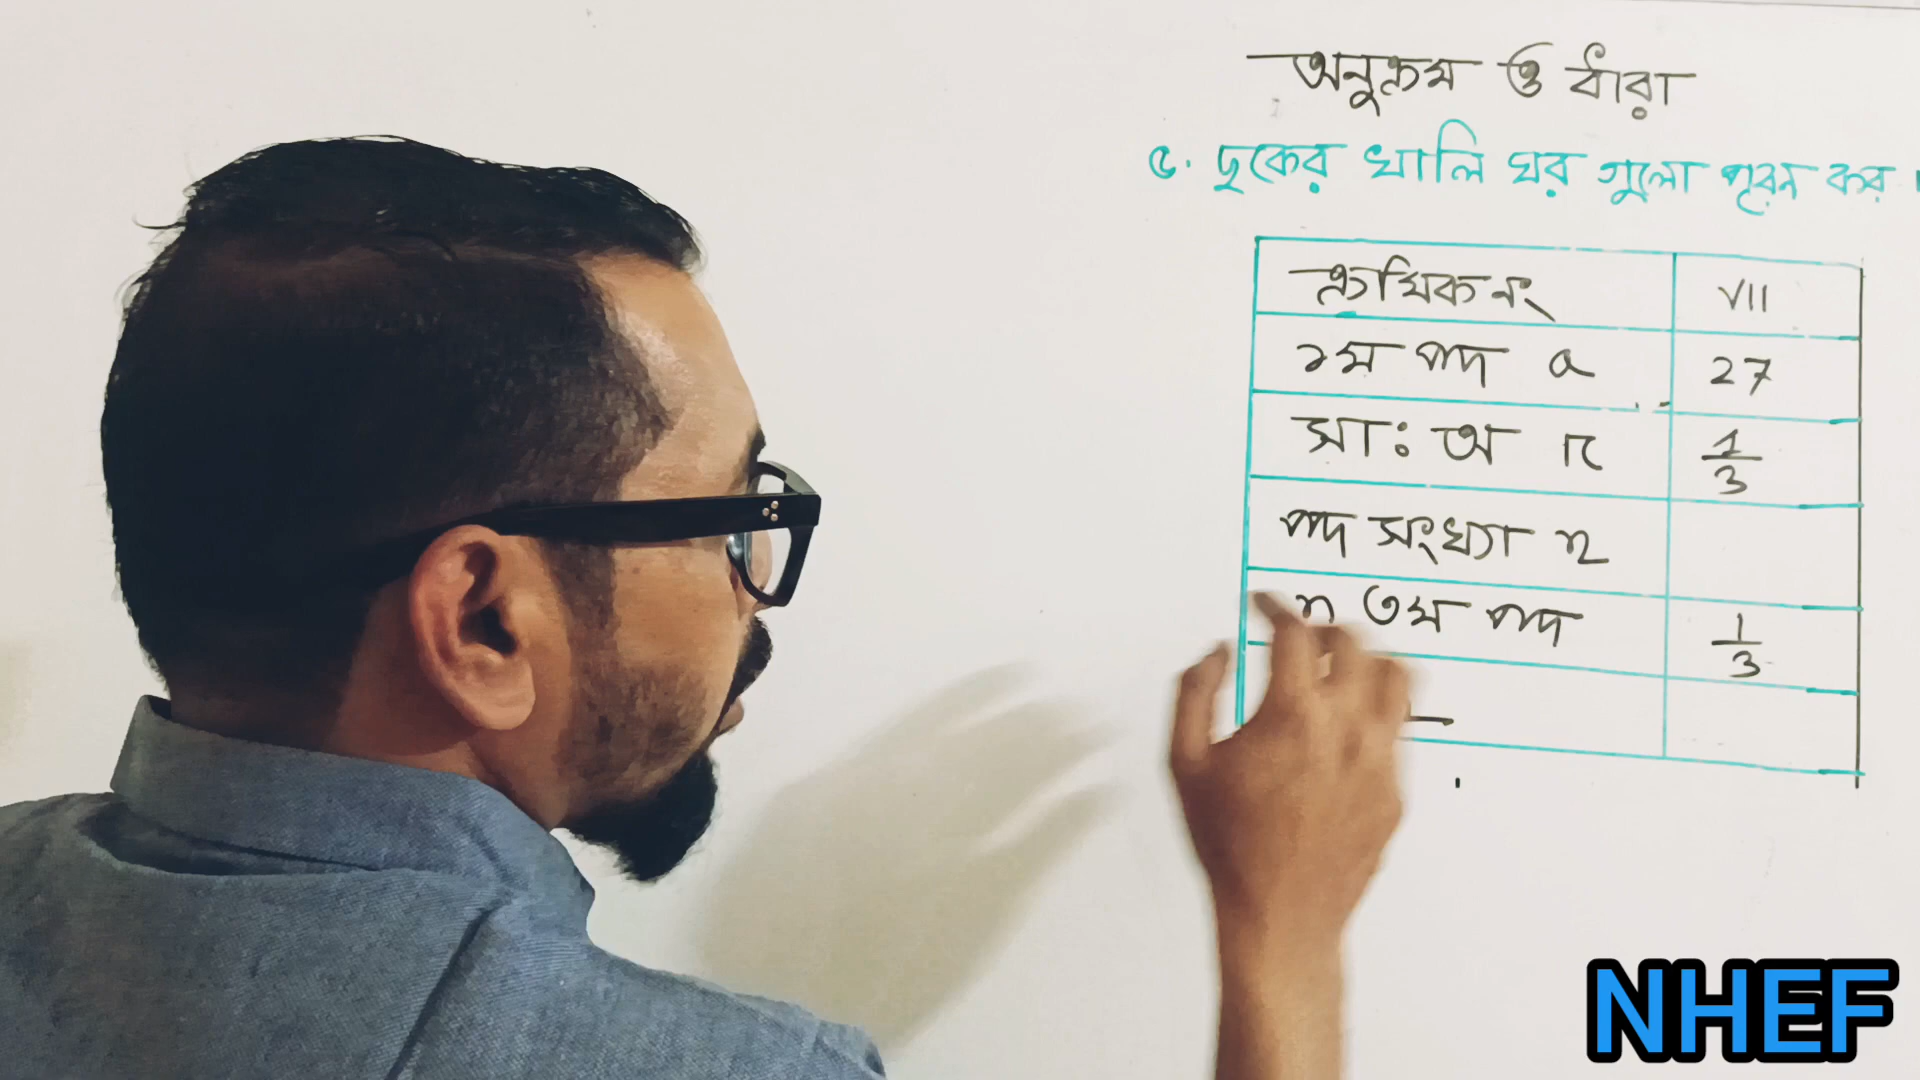 অনুক্রম ও ধারা
৫. ছকের খালি ঘর গুলো পূরন কর।
ক্রমিক নং VII
১ম পদ a 27
সাঃ অ r 1/3
পদ সংখ্যা n
n তম পদ 1/3
NHEF